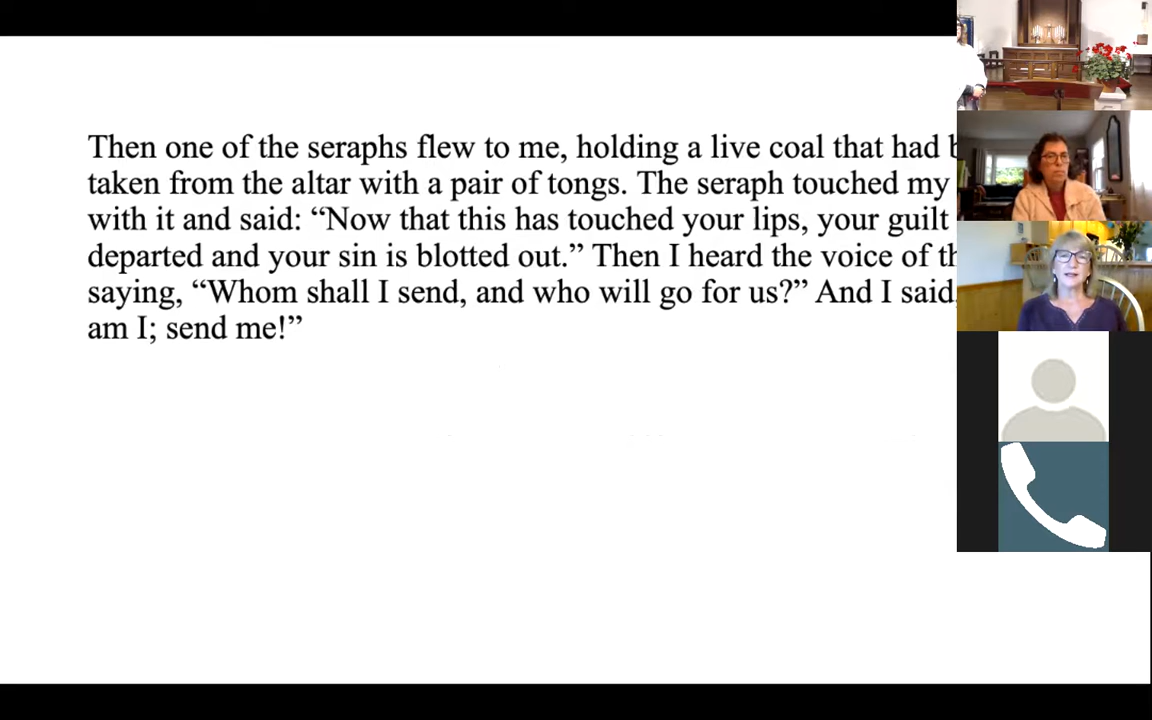 Then one of the seraphs flew to me, holding a live coal that had
taken from the altar with a pair of tongs. The seraph touched my
with it and said: “Now that this has touched your lips, your guilt
departed and your sin is blotted out.” Then I heard the voice of
saying, “Whom shall I send, and who will go for us?” And I said
am I; send me!”